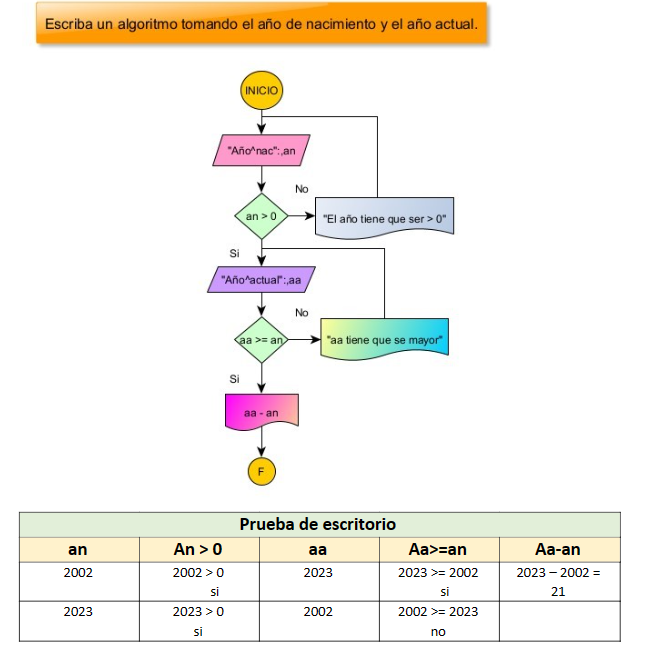 Escriba un algoritmo tomando el año de nacimiento y el año actual.
INICIO
"Año^nac":,an
No
an > 0
"El año tiene que ser > 0"
Si
"Año^actual":,aa
No
aa >= an
"aa tiene que se mayor"
Si
aa - an
F
Prueba de escritorio
an An > 0 aa Aa>=an Aa-an
2002 2002 > 0 2023 2023 >= 2002 2023 – 2002 =
si si 21
2023 2023 > 0 2002 2002 >= 2023
si no